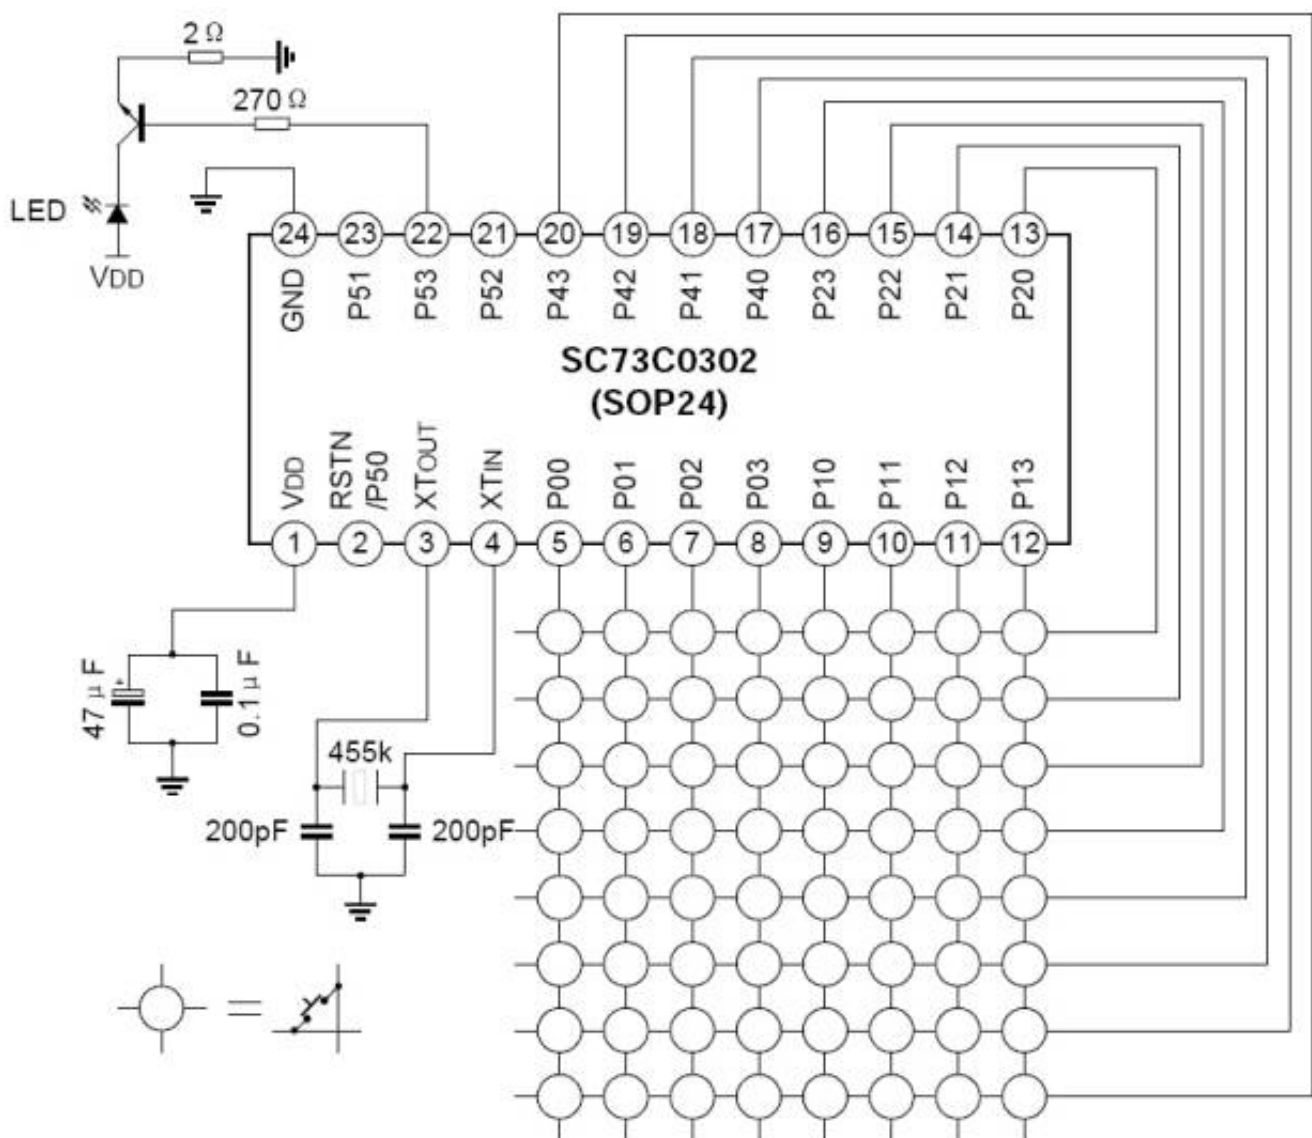 2 Ω
270 Ω
LED
VDD
24 23 22 21 20 19 18 17 16 15 14 13
GND P51 P53 P52 P43 P42 P41 P40 P23 P22 P21 P20
SC73C0302
(SOP24)
VDD RSTN /P50 XTOUT XTIN P00 P01 P02 P03 P10 P11 P12 P13
1 2 3 4 5 6 7 8 9 10 11 12
47 μ F
+
0.1 μ F
455k
200pF
200pF